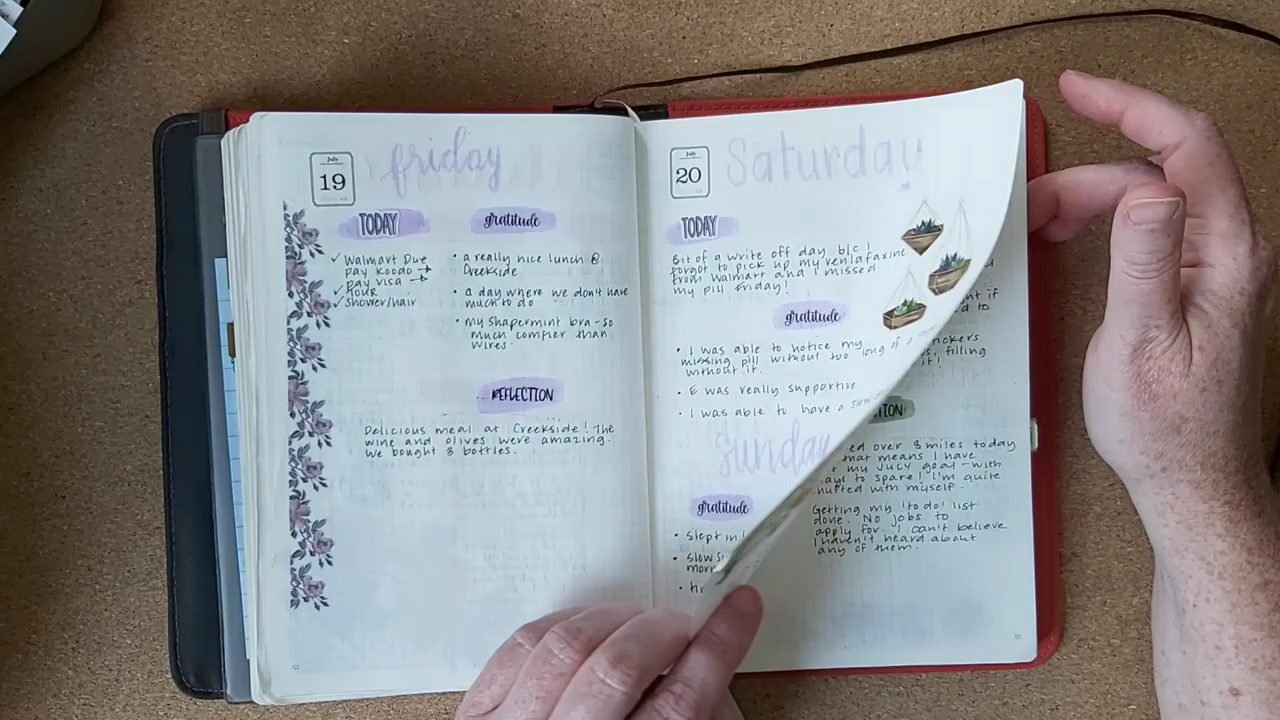 July
19
friday
TODAY
gratitude
✓ Walmart Due
pay Koodo →
pay visa →
✓ Hour
✓ Shower/hair
• a really nice lunch @
Creekside
• a day where we don't have
much to do
• my Shapermint bra - so
much comfier than
wires.
REFLECTION
Delicious meal at Creekside! The
wine and olives were amazing.
We bought 3 bottles.
July
20
Saturday
TODAY
Bit of a write off day b/c I
forgot to pick up my venlafaxine
from Walmart and I missed
my pill Friday!
gratitude
• I was able to notice my
missing pill without too long of a
without it.
• E was really supportive
• I was able to have a
Sunday
gratitude
• Slept in
• Slow
• 
if
to
filling
over 3 miles today
that means I have
my JULY goal - with
to spare! I'm quite
with myself.
Getting my 'to do' list
done. No jobs to
apply for. I can't believe
I haven't heard about
any of them.